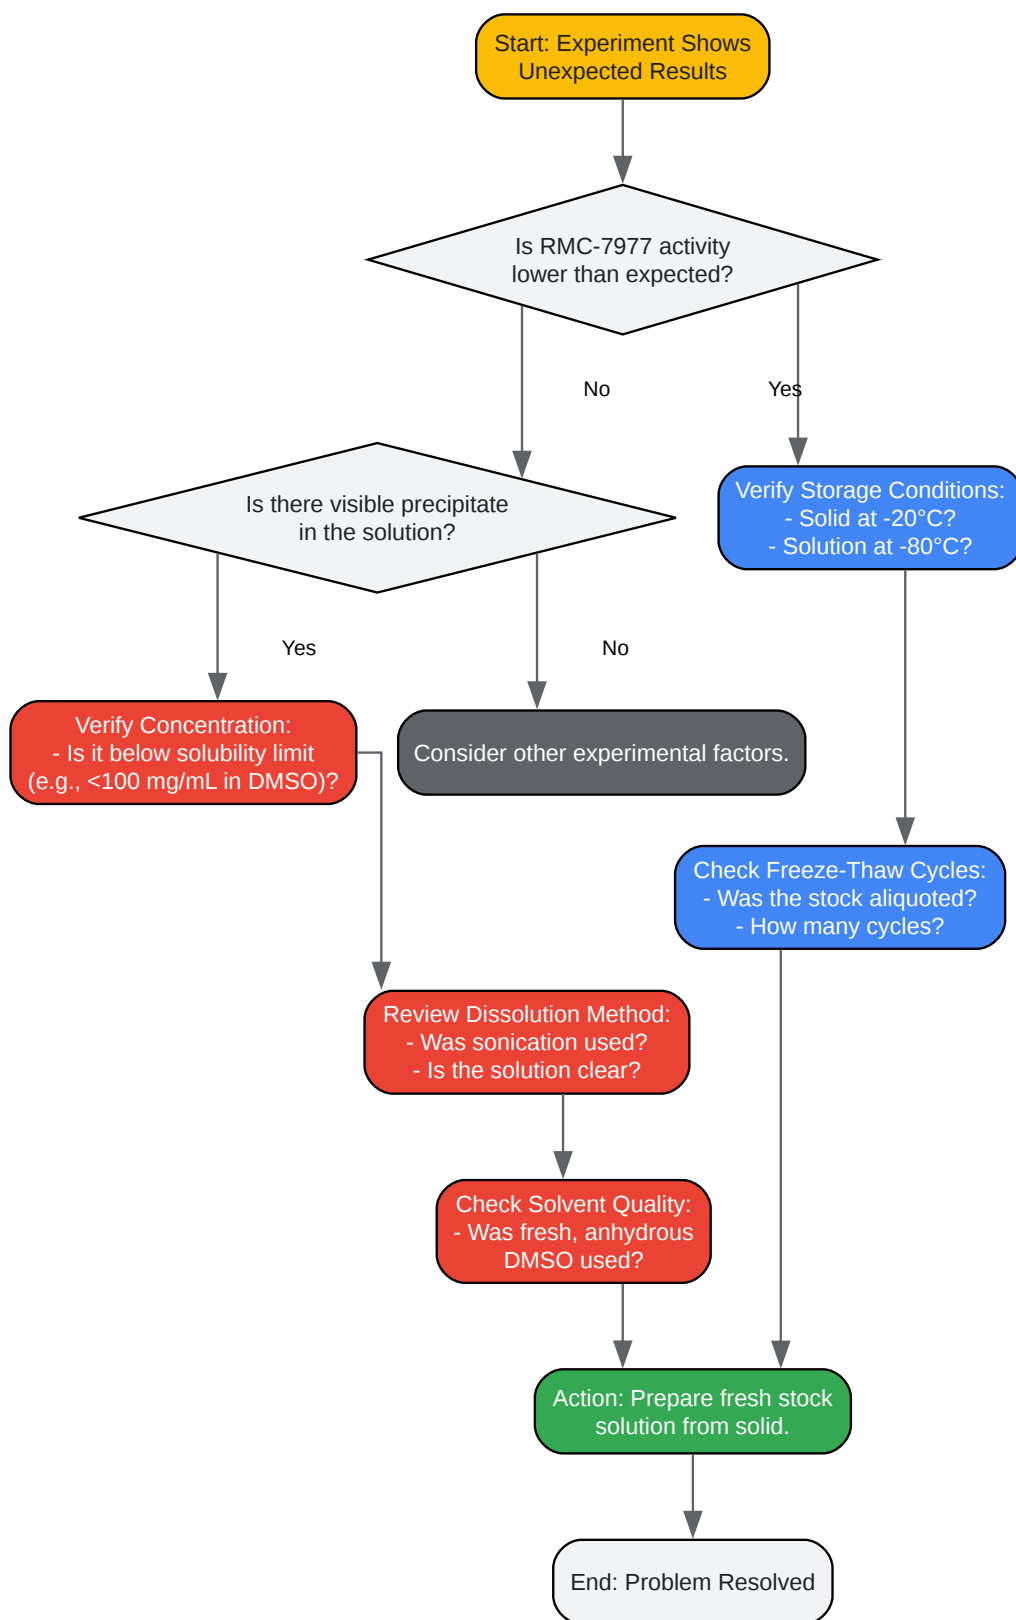 Start: Experiment Shows
Unexpected Results
Is RMC-7977 activity
lower than expected?
No
Yes
Is there visible precipitate
in the solution?
Verify Storage Conditions:
- Solid at -20°C?
- Solution at -80°C?
Yes
No
Verify Concentration:
- Is it below solubility limit
(e.g., <100 mg/mL in DMSO)?
Consider other experimental factors.
Check Freeze-Thaw Cycles:
- Was the stock aliquoted?
- How many cycles?
Review Dissolution Method:
- Was sonication used?
- Is the solution clear?
Check Solvent Quality:
- Was fresh, anhydrous
DMSO used?
Action: Prepare fresh stock
solution from solid.
End: Problem Resolved